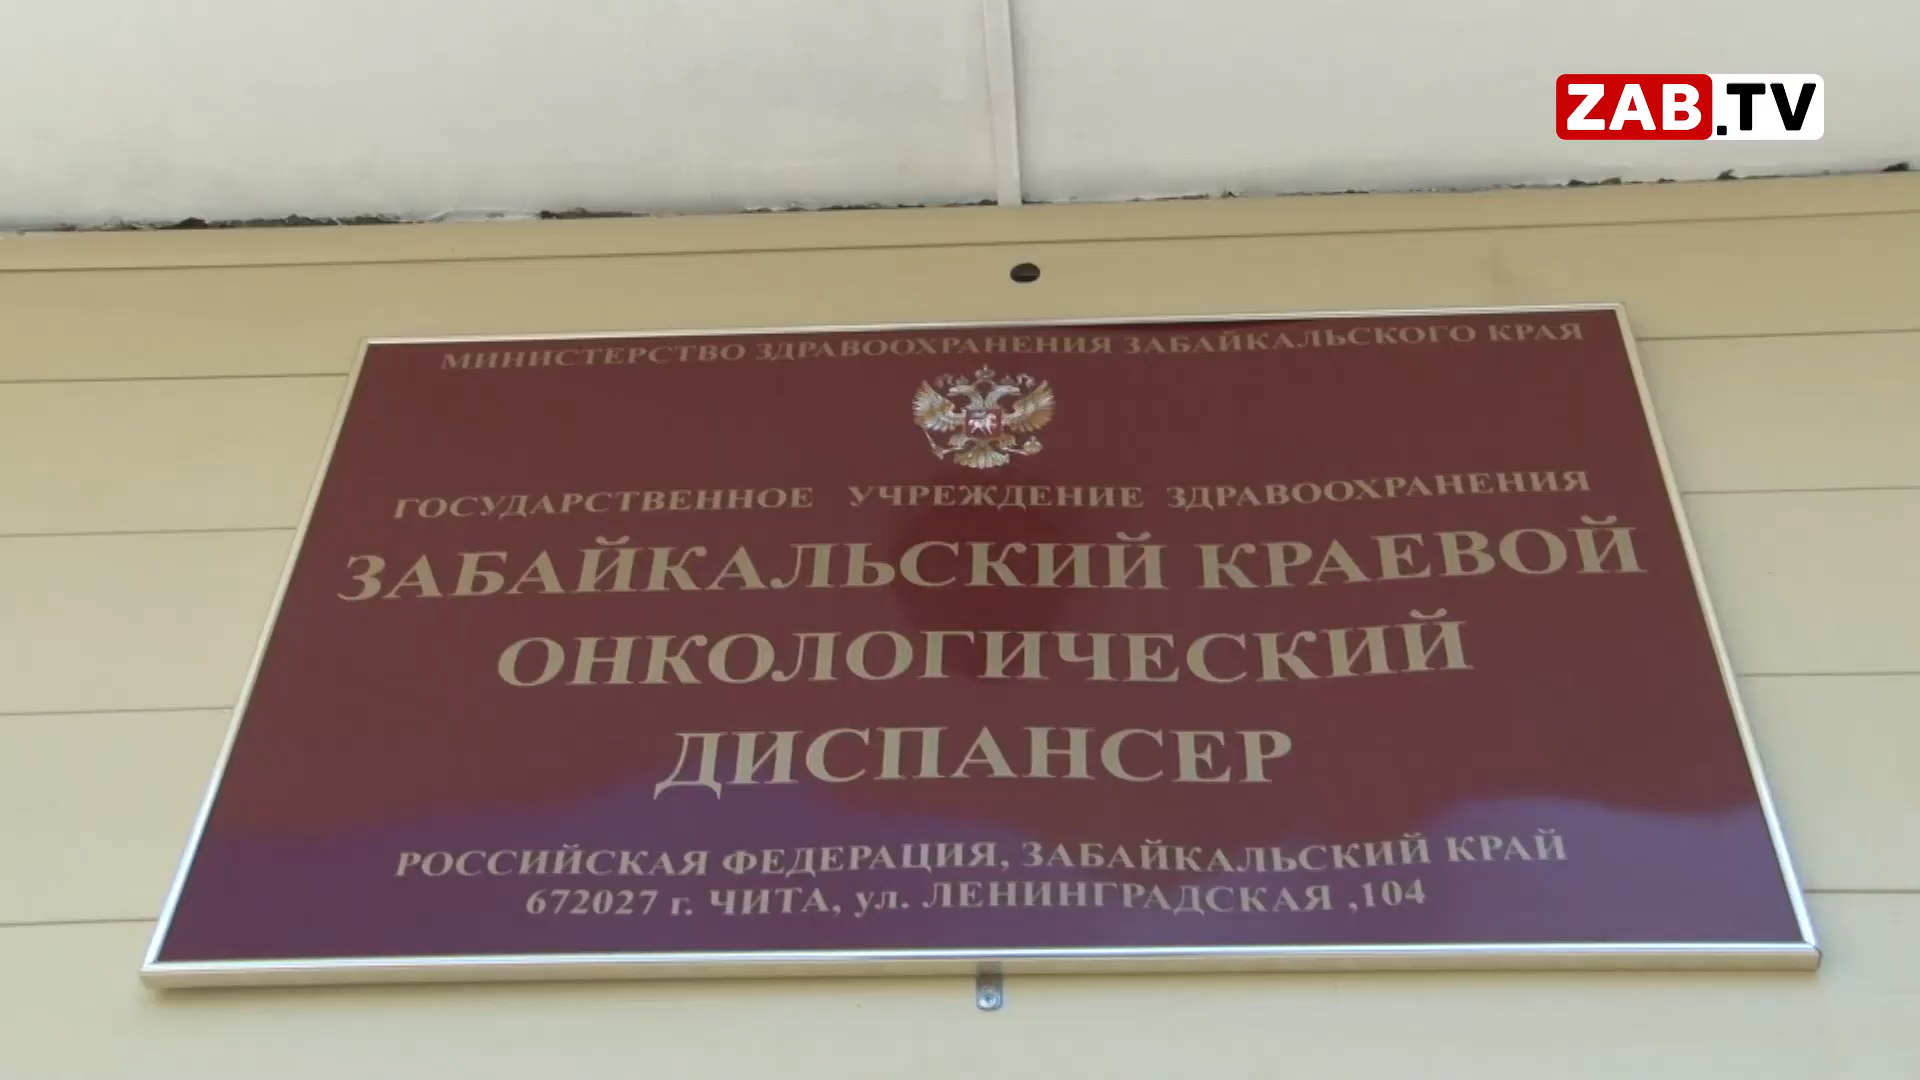 ZAB.TV
МИНИСТЕРСТВО ЗДРАВООХРАНЕНИЯ ЗАБАЙКАЛЬСКОГО КРАЯ
ГОСУДАРСТВЕННОЕ УЧРЕЖДЕНИЕ ЗДРАВООХРАНЕНИЯ
ЗАБАЙКАЛЬСКИЙ КРАЕВОЙ
ОНКОЛОГИЧЕСКИЙ
ДИСПАНСЕР
РОССИЙСКАЯ ФЕДЕРАЦИЯ, ЗАБАЙКАЛЬСКИЙ КРАЙ
672027 г. ЧИТА, ул. ЛЕНИНГРАДСКАЯ ,104